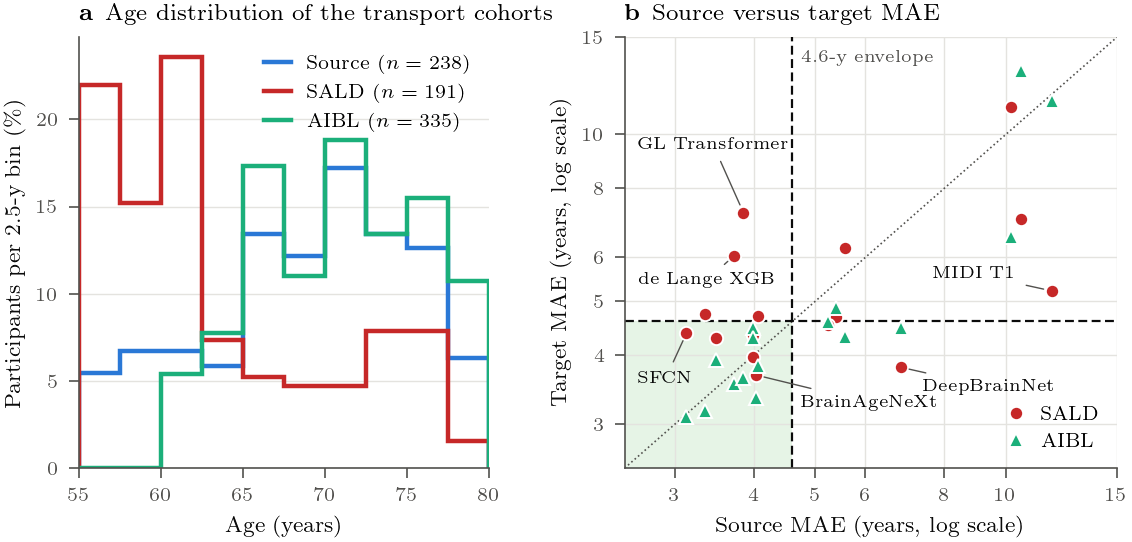 a Age distribution of the transport cohorts
Participants per 2.5-y bin (%)
20
15
10
5
0
Source (n = 238)
SALD (n = 191)
AIBL (n = 335)
55 60 65 70 75 80
Age (years)
b Source versus target MAE
Target MAE (years, log scale)
15
10
8
6
5
4
3
4.6-y envelope
GL Transformer
de Lange XGB
MIDI T1
SFCN
DeepBrainNet
BrainAgeNeXt
SALD
AIBL
3 4 5 6 8 10 15
Source MAE (years, log scale)